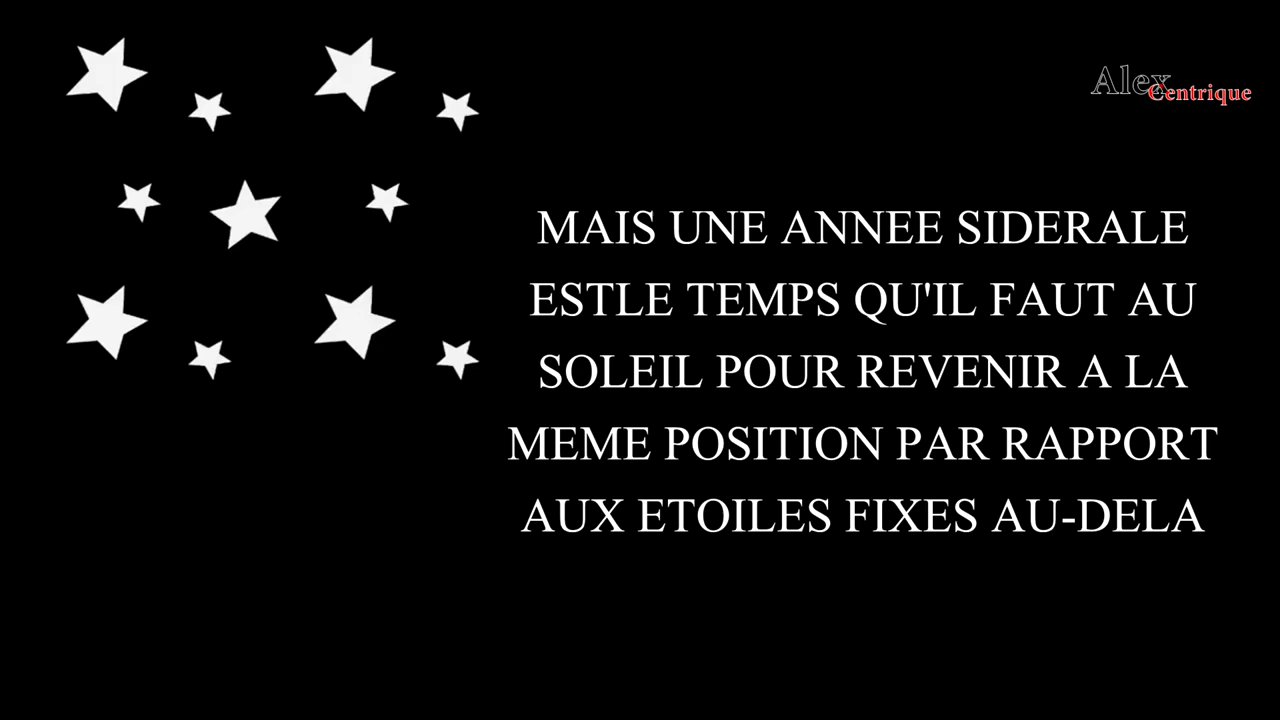 Alex
Centrique
MAIS UNE ANNEE SIDERALE
ESTLE TEMPS QU'IL FAUT AU
SOLEIL POUR REVENIR A LA
MEME POSITION PAR RAPPORT
AUX ETOILES FIXES AU-DELA